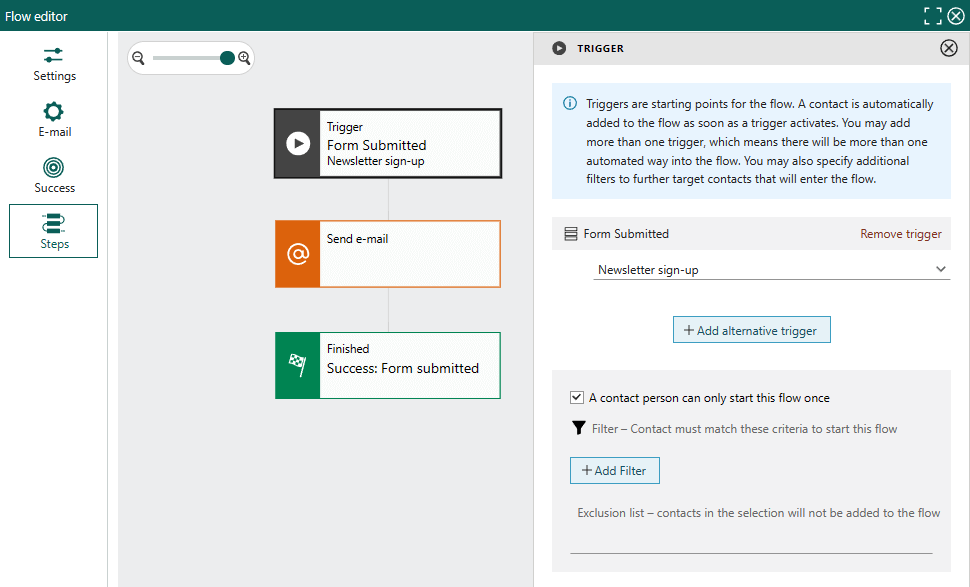 Flow editor
Settings
E-mail
Success
Steps
Trigger
Form Submitted
Newsletter sign-up
Send e-mail
Finished
Success: Form submitted
TRIGGER
Triggers are starting points for the flow. A contact is automatically
added to the flow as soon as a trigger activates. You may add
more than one trigger, which means there will be more than one
automated way into the flow. You may also specify additional
filters to further target contacts that will enter the flow.
Form Submitted
Remove trigger
Newsletter sign-up
+ Add alternative trigger
A contact person can only start this flow once
Filter – Contact must match these criteria to start this flow
+ Add Filter
Exclusion list – contacts in the selection will not be added to the flow